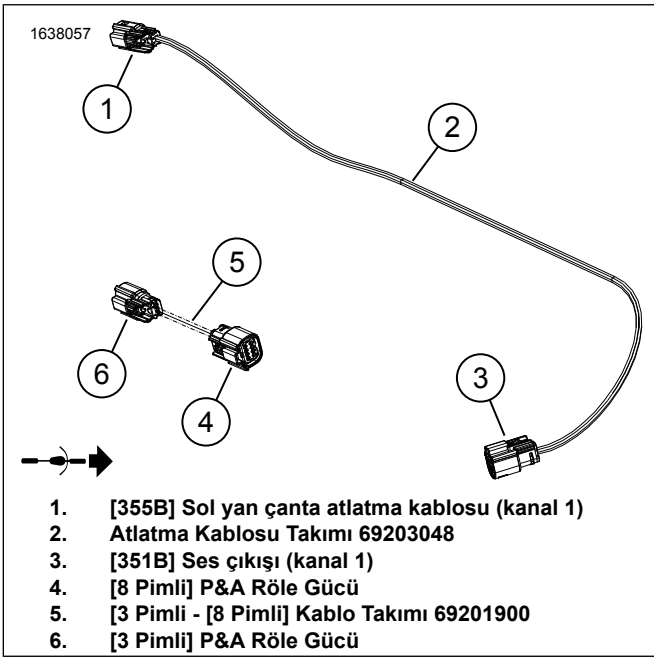 1638057
1
2
5
6
4
3
1. [355B] Sol yan çanta atlatma kablosu (kanal 1)
2. Atlatma Kablosu Takımı 69203048
3. [351B] Ses çıkışı (kanal 1)
4. [8 Pimli] P&A Röle Gücü
5. [3 Pimli - [8 Pimli] Kablo Takımı 69201900
6. [3 Pimli] P&A Röle Gücü